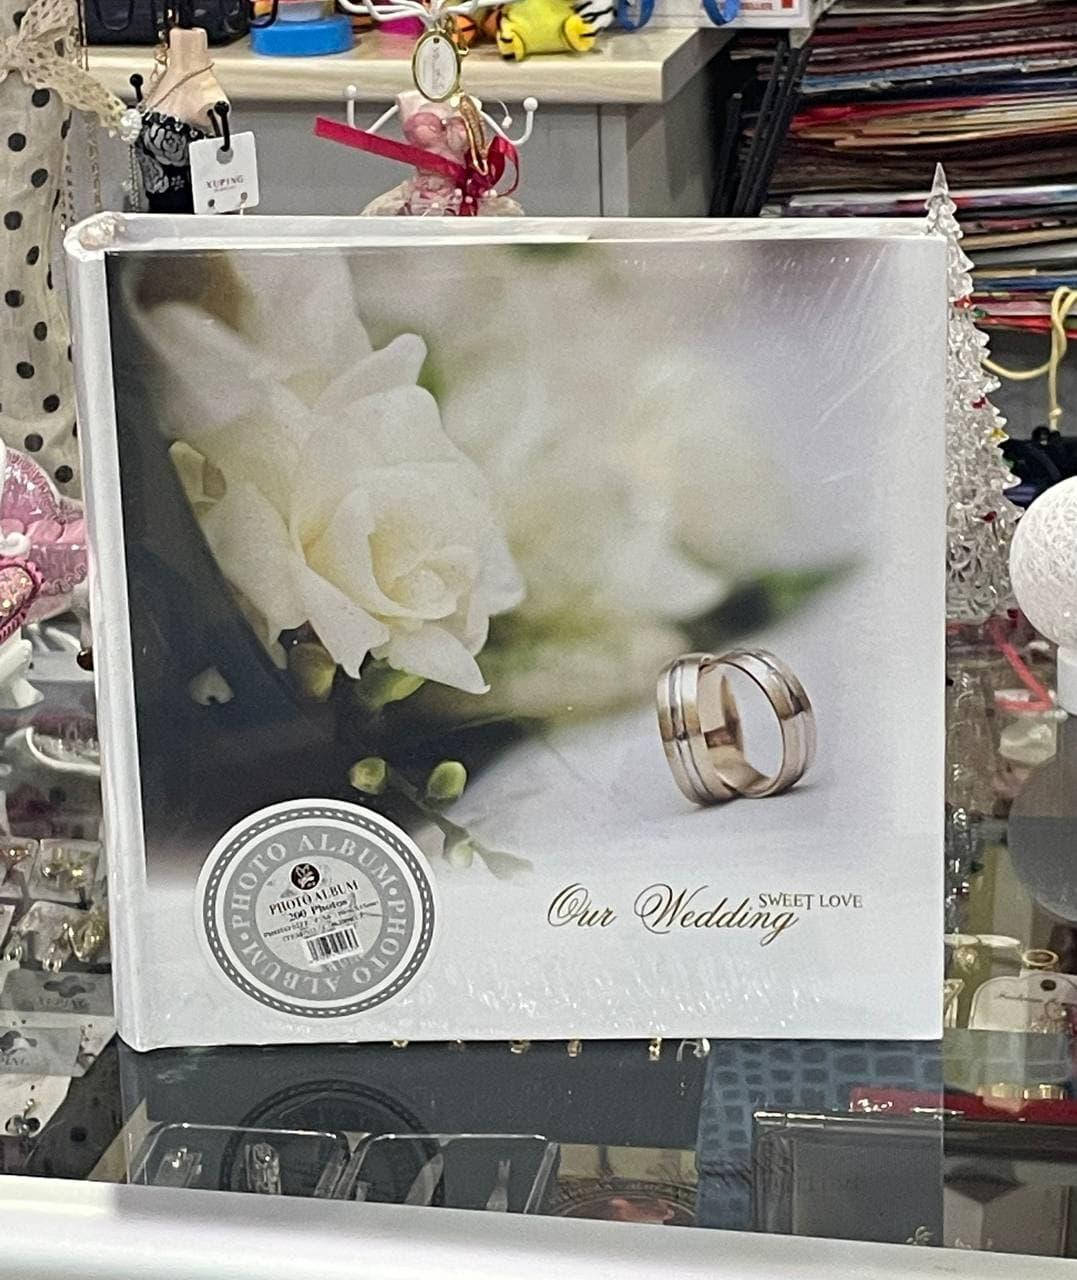 XUPING
PHOTO ALBUM • PHOTO ALBUM •
PHOTO ALBUM
200 Photos
Our Wedding
SWEET LOVE